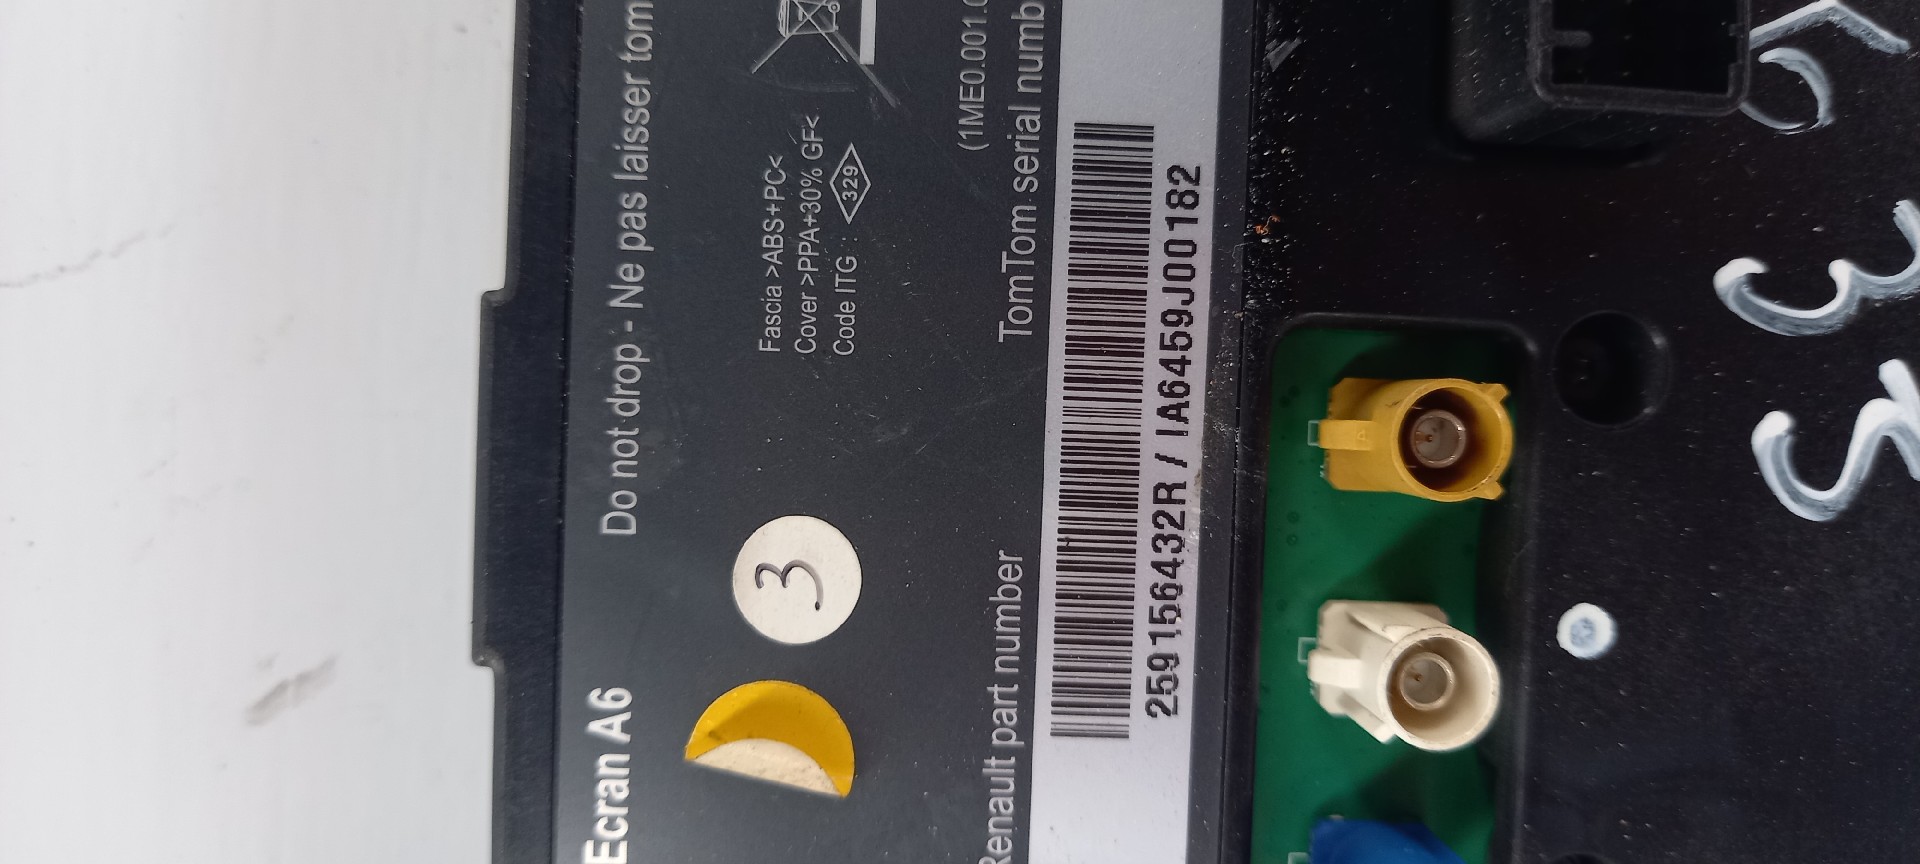 Ecran A6
Do not drop - Ne pas laisser tom
3
Fascia >ABS+PC<
Cover >PPA+30% GF<
Code ITG : 329
(1ME0.001.0
Renault part number
TomTom serial numb
259156432R / IA6459J00182
35